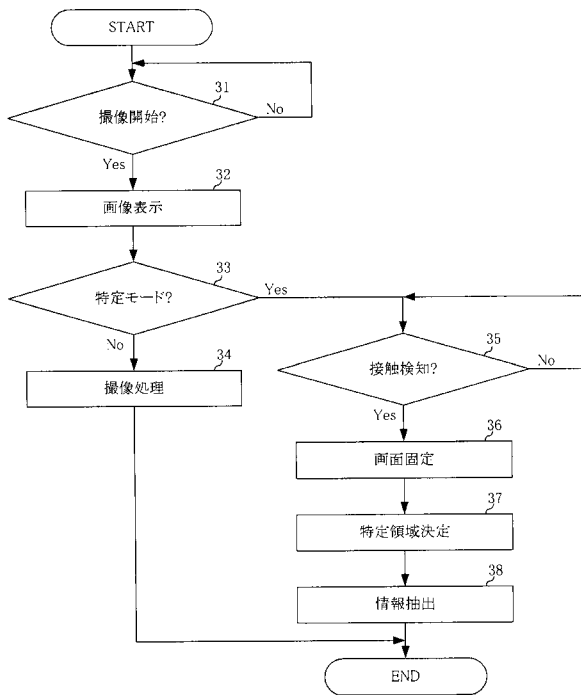 START
31
撮像開始?
No
Yes
32
画像表示
33
特定モード?
Yes
No
34
撮像処理
35
接触検知?
No
Yes
36
画面固定
37
特定領域決定
38
情報抽出
END